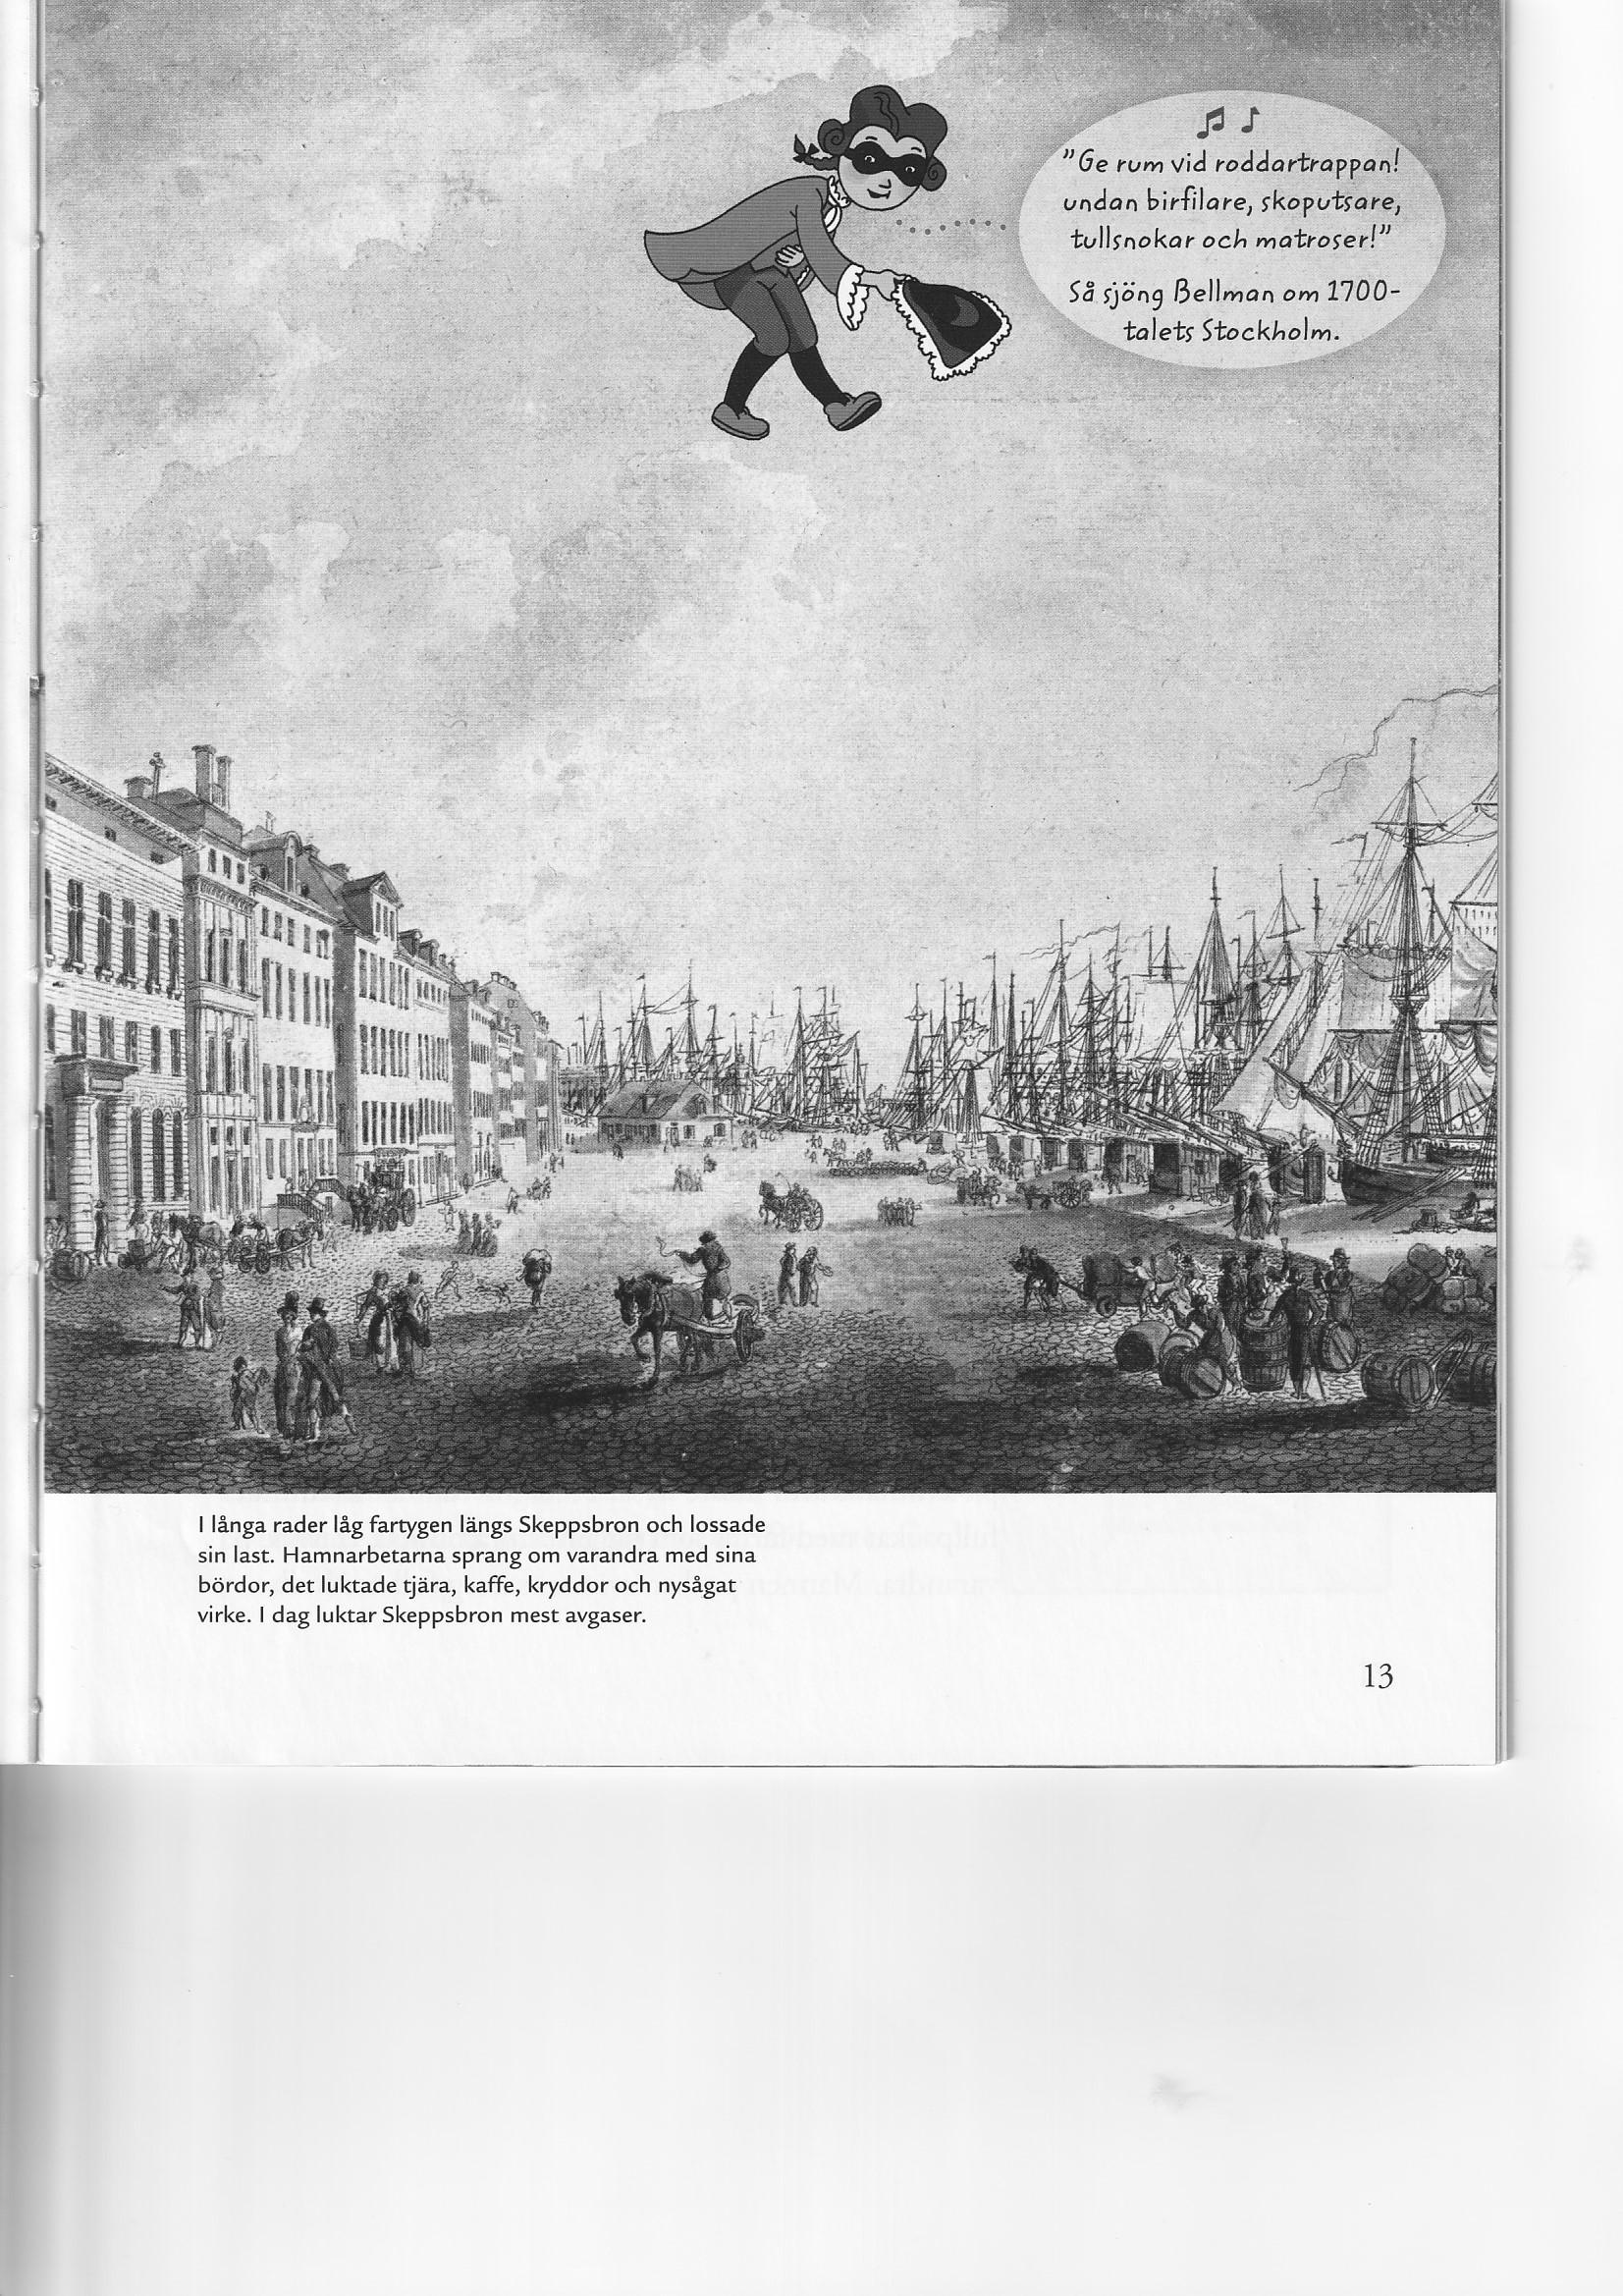 ”Ge rum vid roddartrappan!
undan birfilare, skoputsare,
tullsnokar och matroser!”
Så sjöng Bellman om 1700-
talets Stockholm.
I långa rader låg fartygen längs Skeppsbron och lossade
sin last. Hamnarbetarna sprang om varandra med sina
bördor, det luktade tjära, kaffe, kryddor och nysågat
virke. I dag luktar Skeppsbron mest avgaser.
13